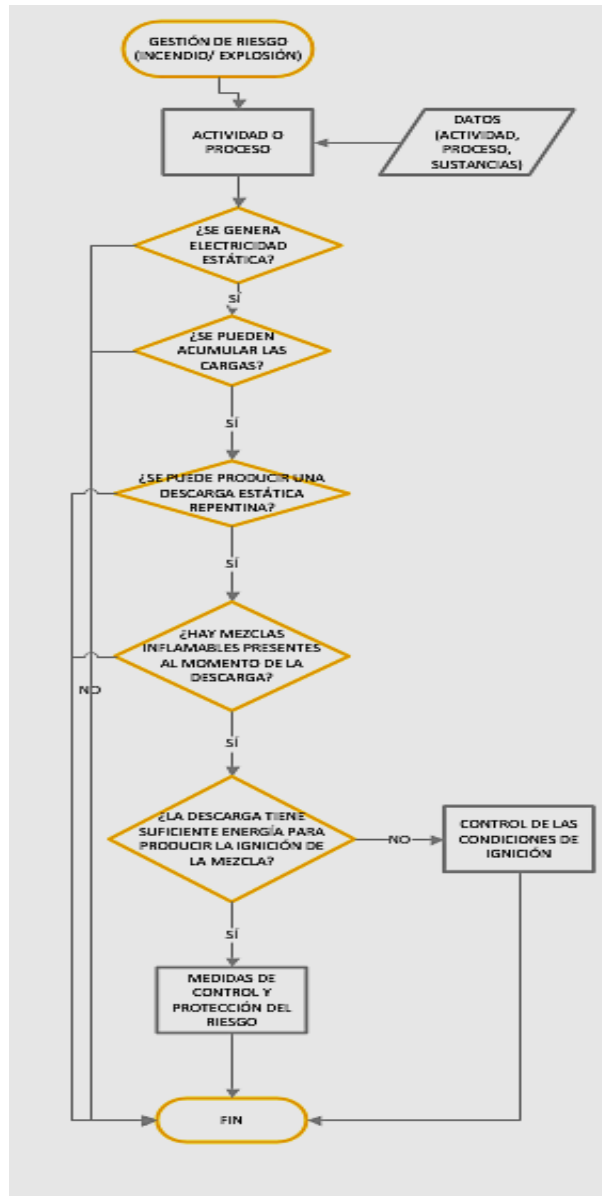 GESTIÓN DE RIESGO
(INCENDIO/ EXPLOSIÓN)
ACTIVIDAD O
PROCESO
DATOS
(ACTIVIDAD,
PROCESO,
SUSTANCIAS)
¿SE GENERA
ELECTRICIDAD
ESTÁTICA?
SÍ
¿SE PUEDEN
ACUMULAR LAS
CARGAS?
SÍ
¿SE PUEDE PRODUCIR UNA
DESCARGA ESTÁTICA
REPENTINA?
SÍ
¿HAY MEZCLAS
INFLAMABLES PRESENTES
AL MOMENTO DE LA
DESCARGA?
NO
SÍ
¿LA DESCARGA TIENE
SUFICIENTE ENERGÍA PARA
PRODUCIR LA IGNICIÓN DE
LA MEZCLA?
NO
CONTROL DE LAS
CONDICIONES DE
IGNICIÓN
SÍ
MEDIDAS DE
CONTROL Y
PROTECCIÓN DEL
RIESGO
FIN